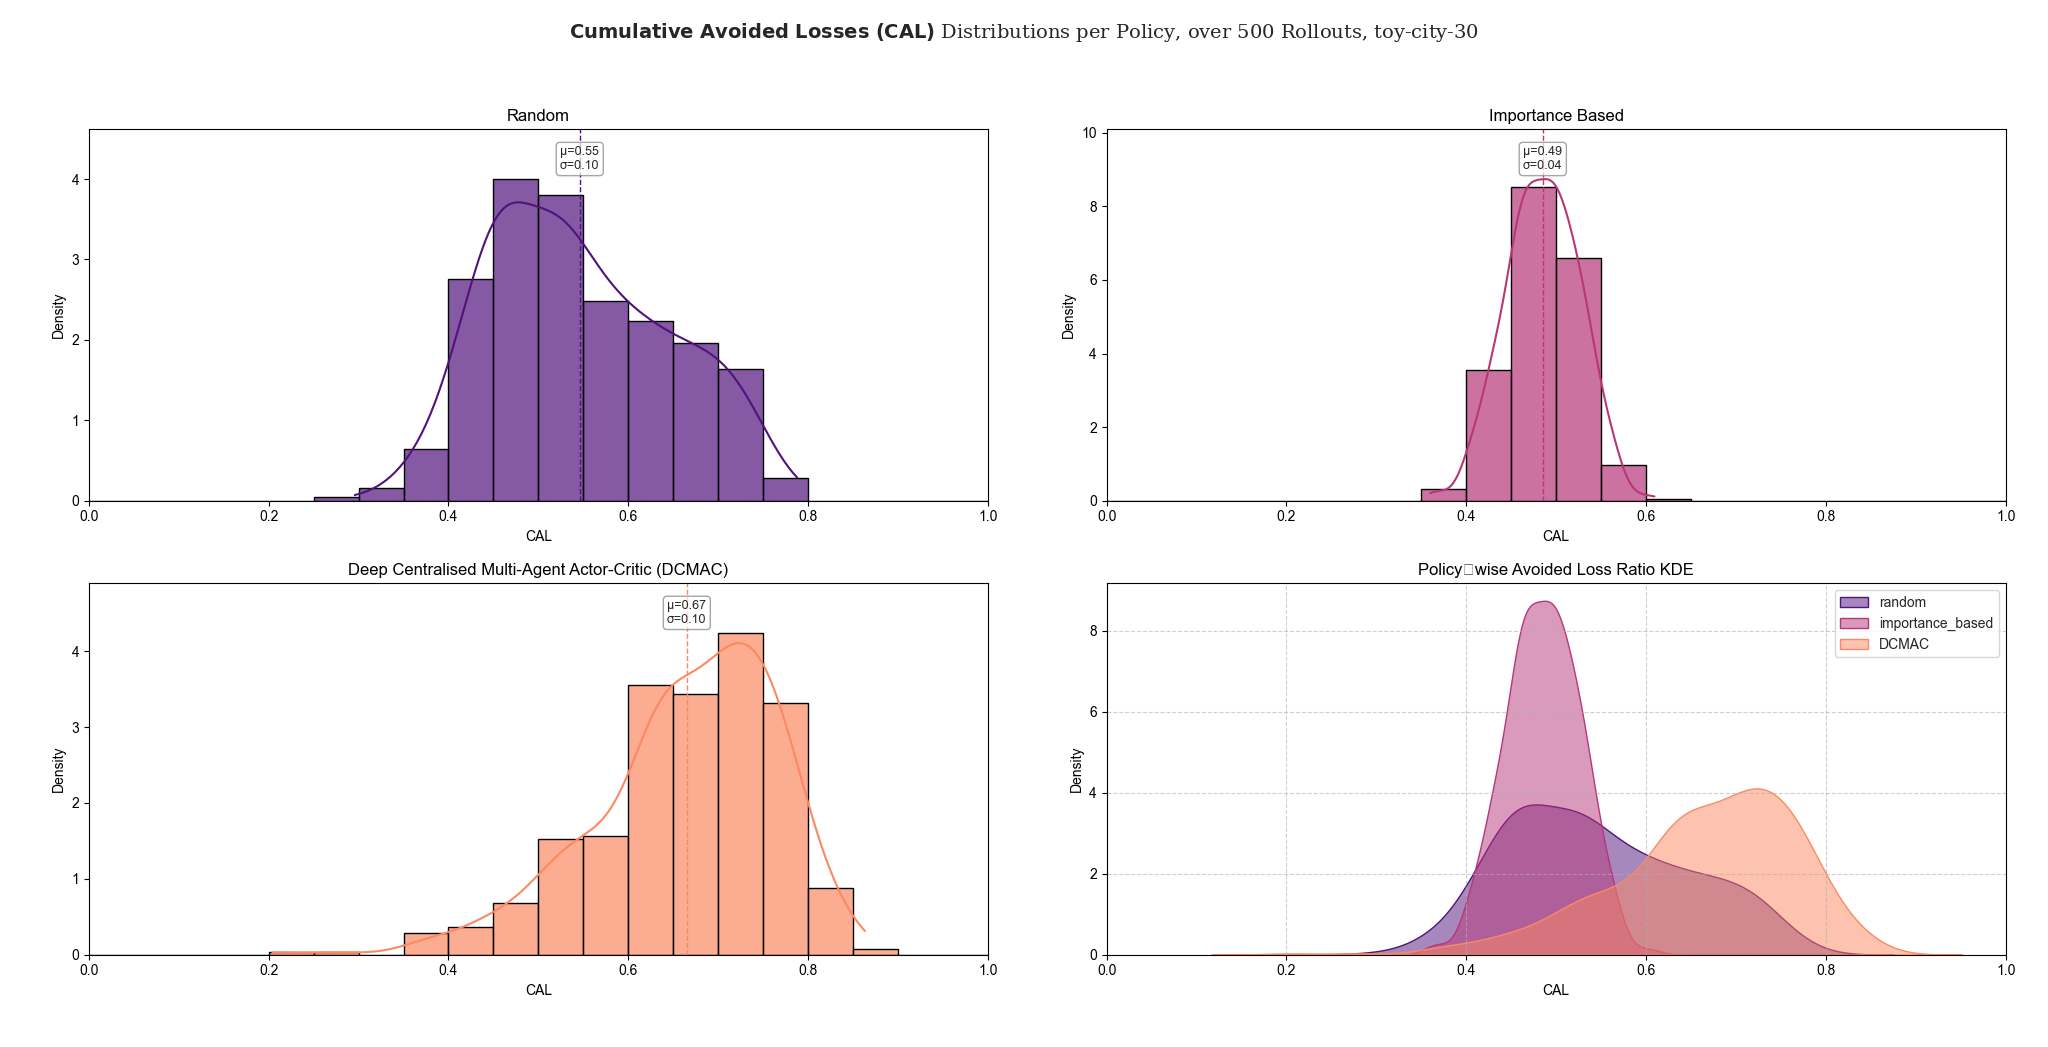 Cumulative Avoided Losses (CAL) Distributions per Policy, over 500 Rollouts, toy-city-30
Random
μ=0.55
σ=0.10
4
3
2
1
0
Density
0.0 0.2 0.4 0.6 0.8 1.0
CAL
Importance Based
μ=0.49
σ=0.04
10
8
6
4
2
0
Density
0.0 0.2 0.4 0.6 0.8 1.0
CAL
Deep Centralised Multi-Agent Actor-Critic (DCMAC)
μ=0.67
σ=0.10
4
3
2
1
0
Density
0.0 0.2 0.4 0.6 0.8 1.0
CAL
Policy□wise Avoided Loss Ratio KDE
random
importance_based
DCMAC
8
6
4
2
0
Density
0.0 0.2 0.4 0.6 0.8 1.0
CAL